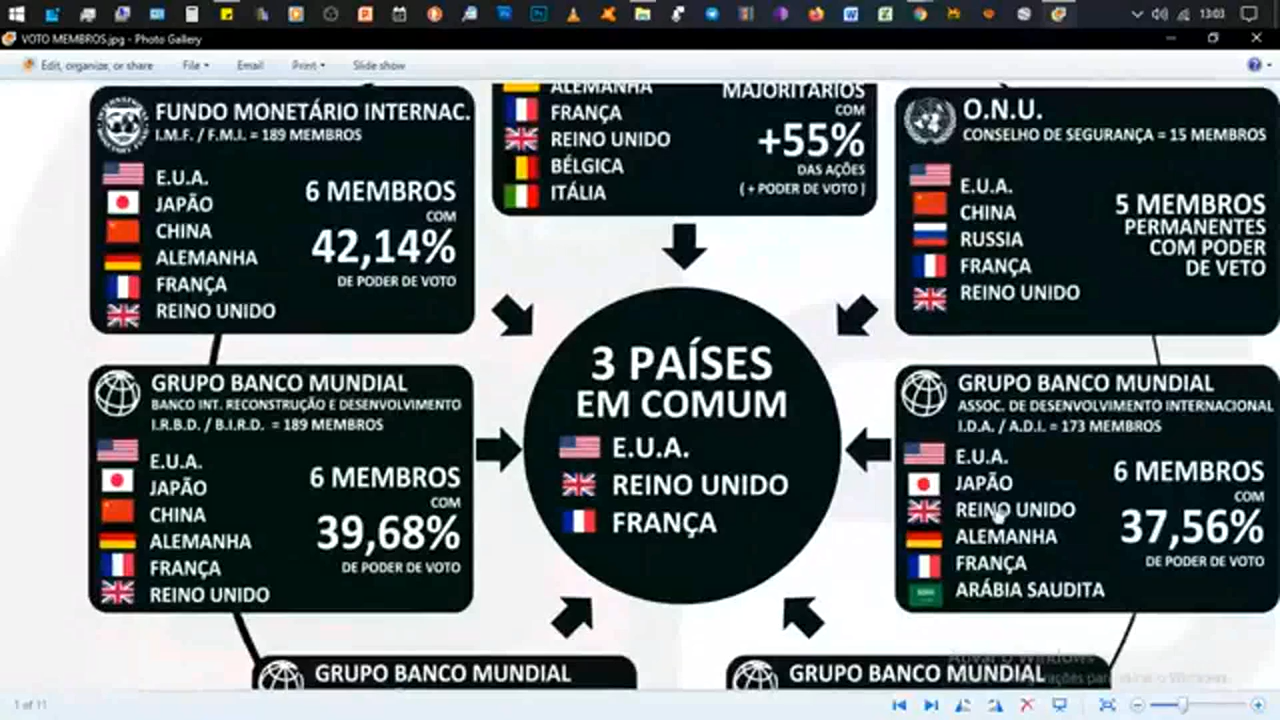 13:03
VOTO MEMBROS.jpg - Photo Gallery
Edit, organize, or share
File
Email
Print
Slide show
FUNDO MONETÁRIO INTERNAC.
I.M.F. / F.M.I. = 189 MEMBROS
E.U.A.
JAPÃO
CHINA
ALEMANHA
FRANÇA
REINO UNIDO
6 MEMBROS
COM
42,14%
DE PODER DE VOTO
ALEMANHA
FRANÇA
REINO UNIDO
BÉLGICA
ITÁLIA
MAJORITÁRIOS
COM
+55%
DAS AÇÕES
( + PODER DE VOTO )
O.N.U.
CONSELHO DE SEGURANÇA = 15 MEMBROS
E.U.A.
CHINA
RUSSIA
FRANÇA
REINO UNIDO
5 MEMBROS
PERMANENTES
COM PODER
DE VETO
GRUPO BANCO MUNDIAL
BANCO INT. RECONSTRUÇÃO E DESENVOLVIMENTO
I.R.B.D. / B.I.R.D. = 189 MEMBROS
E.U.A.
JAPÃO
CHINA
ALEMANHA
FRANÇA
REINO UNIDO
6 MEMBROS
COM
39,68%
DE PODER DE VOTO
3 PAÍSES
EM COMUM
E.U.A.
REINO UNIDO
FRANÇA
GRUPO BANCO MUNDIAL
ASSOC. DE DESENVOLVIMENTO INTERNACIONAL
I.D.A. / A.D.I. = 173 MEMBROS
E.U.A.
JAPÃO
REINO UNIDO
ALEMANHA
FRANÇA
ARÁBIA SAUDITA
6 MEMBROS
COM
37,56%
DE PODER DE VOTO
GRUPO BANCO MUNDIAL
GRUPO BANCO MUNDIAL
Ativar o Windows
1 of 11